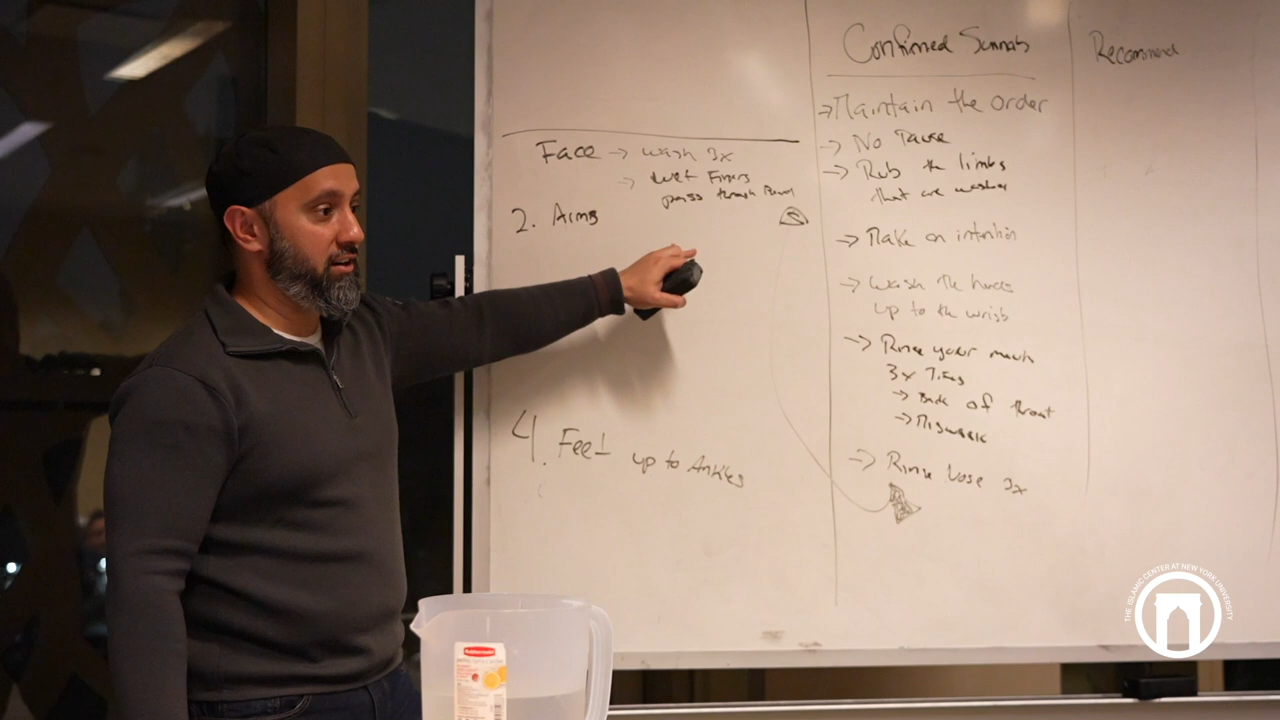 Face → wash 3x
→ wet Fingers
pass through Beard
2. Arms
4. Feet up to Ankles
Confirmed Sunnahs
→ Maintain the order
→ No Pause
→ Rub the limbs
that are washed
→ Make an intention
→ wash the hands
up to the wrists
→ Rinse your mouth
3x Times
→ Back of throat
→ Miswaak
→ Rinse Nose 3x
Recommend
Rubbermaid
THE ISLAMIC CENTER AT NEW YORK UNIVERSITY